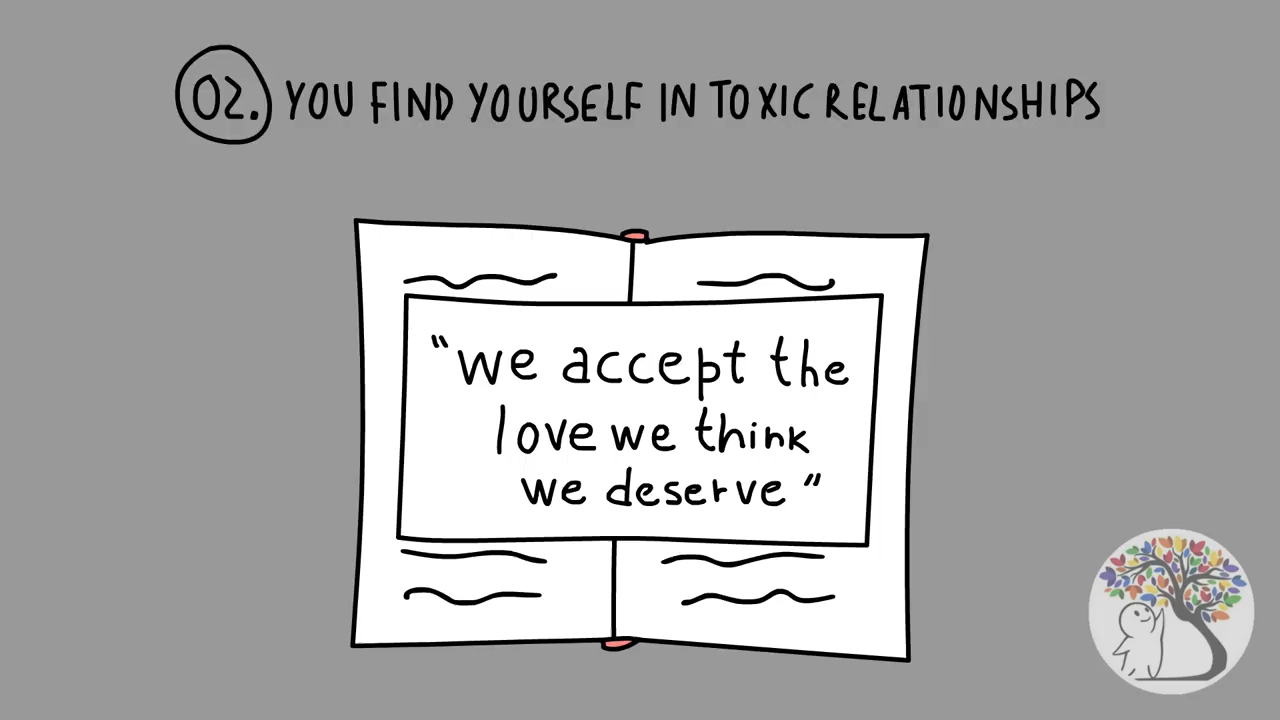 02. YOU FIND YOURSELF IN TOXIC RELATIONSHIPS
"we accept the
love we think
we deserve"